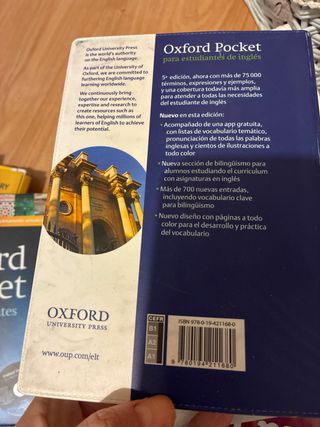 Oxford University Press
is the world's authority
on the English language.
As part of the University of
Oxford, we are committed to
furthering English language
learning worldwide.
We continuously bring
together our experience,
expertise and research to
create resources such as
this one, helping millions of
learners of English to achieve
their potential.
OXFORD
UNIVERSITY PRESS
www.oup.com/elt
Oxford Pocket
para estudiantes de inglés
5ª edición, ahora con más de 75.000
términos, expresiones y ejemplos,
y una cobertura todavía más amplia
para atender a todas las necesidades
del estudiante de inglés
Nuevo en esta edición:
• Acompañado de una app gratuita,
con listas de vocabulario temático,
pronunciación de todas las palabras
inglesas y cientos de ilustraciones a
todo color
• Nueva sección de bilingüismo para
alumnos estudiando el curriculum
con asignaturas en inglés
• Más de 700 nuevas entradas,
incluyendo vocabulario clave
para bilingüismo
• Nuevo diseño con páginas a todo
color para el desarrollo y práctica
del vocabulario
CEFR
B1
A2
A1
ISBN 978-0-19-421168-0
9 780194 211680
rd
ket
ntes
RY